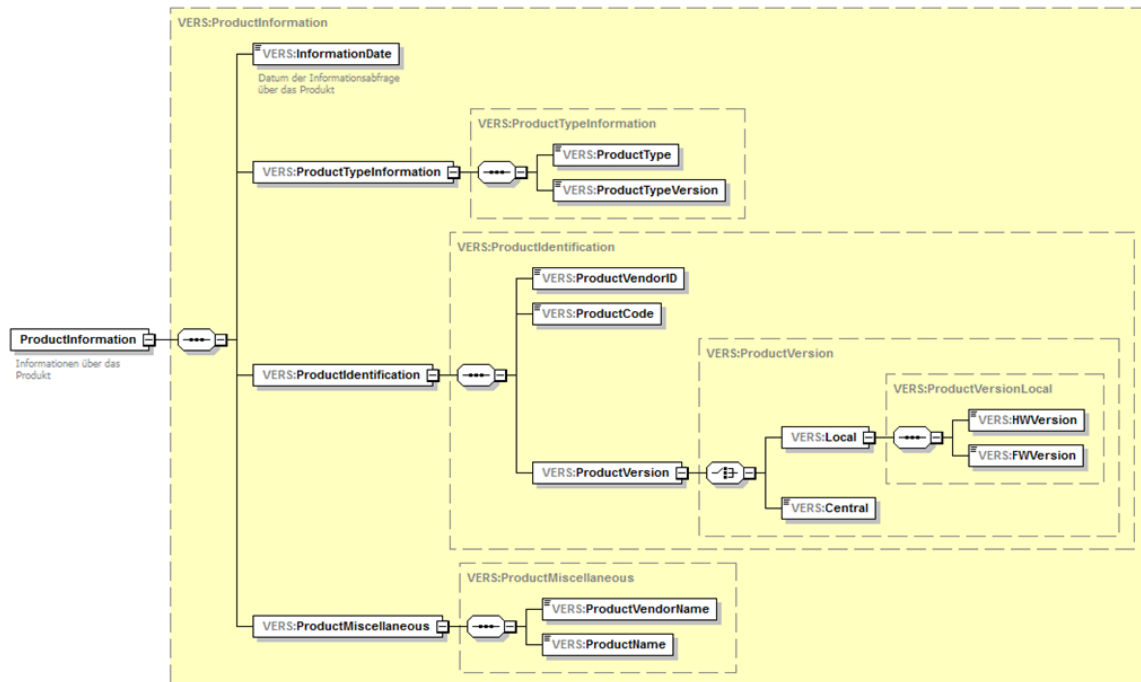 VERS:ProductInformation
VERS:InformationDate
Datum der Informationsabfrage
über das Produkt
VERS:ProductTypeInformation
VERS:ProductTypeInformation
VERS:ProductType
VERS:ProductTypeVersion
ProductInformation
Informationen über das
Produkt
VERS:ProductIdentification
VERS:ProductIdentification
VERS:ProductVendorID
VERS:ProductCode
VERS:ProductVersion
VERS:ProductVersion
VERS:Local
VERS:ProductVersionLocal
VERS:HWVersion
VERS:FWVersion
VERS:Central
VERS:ProductMiscellaneous
VERS:ProductMiscellaneous
VERS:ProductVendorName
VERS:ProductName